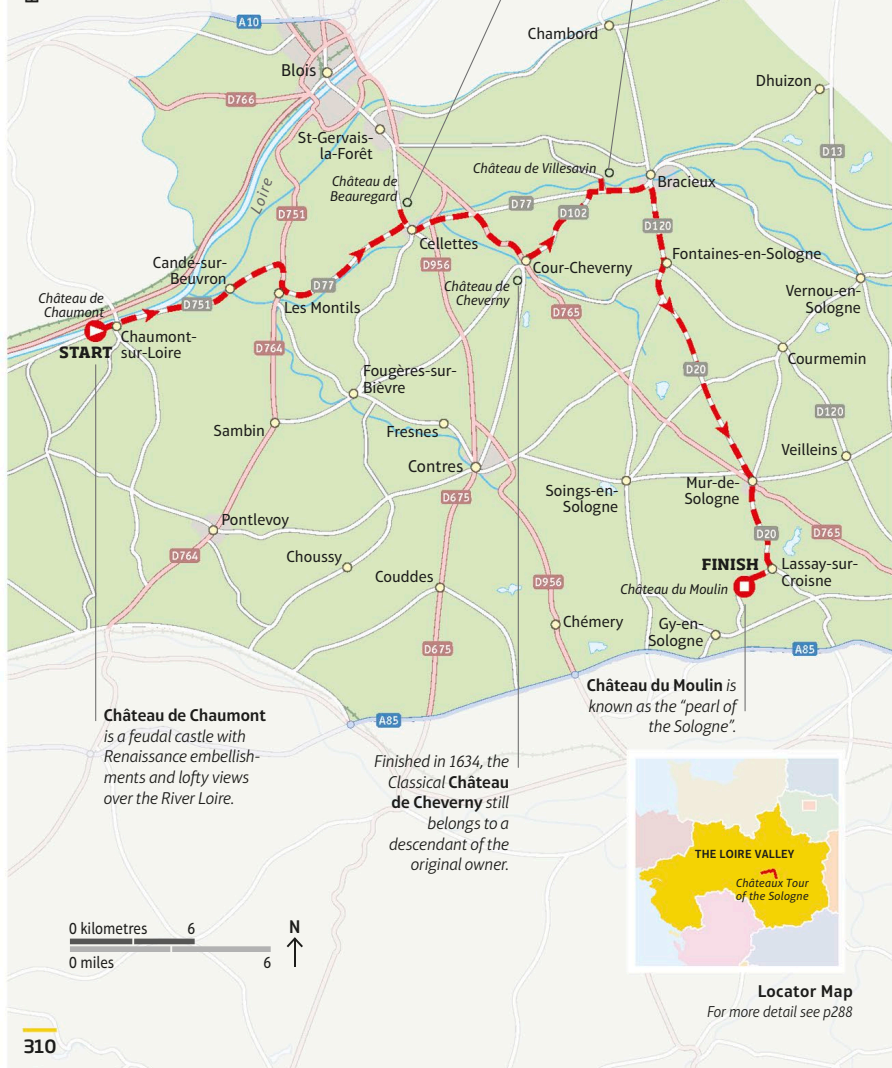 A10
Chambord
Blois
Dhuizon
D766
St-Gervais-
la-Forêt
D13
Château de Villesavin
Château de
Beauregard
Bracieux
Loire
D77
D751
D102
D120
Cellettes
Fontaines-en-Sologne
Candé-sur-
Beuvron
D956
Cour-Cheverny
D77
Château de
Cheverny
Vernou-en-
Sologne
Château de
Chaumont
D751
Les Montils
D765
START
Chaumont-
sur-Loire
D764
Courmemin
Fougères-sur-
Bièvre
D20
D120
Sambin
Fresnes
Veilleins
Contres
Mur-de-
Sologne
Soings-en-
Sologne
D675
Pontlevoy
D20
D765
D764
Choussy
FINISH
Lassay-sur-
Croisne
Couddes
D956
Château du Moulin
Chémery
Gy-en-
Sologne
D675
A85
Château du Moulin is
known as the “pearl of
the Sologne”.
A85
Château de Chaumont
is a feudal castle with
Renaissance embellish-
ments and lofty views
over the River Loire.
Finished in 1634, the
Classical Château
de Cheverny still
belongs to a
descendant of the
original owner.
THE LOIRE VALLEY
Châteaux Tour
of the Sologne
0 kilometres 6
0 miles 6
N
Locator Map
For more detail see p288
310